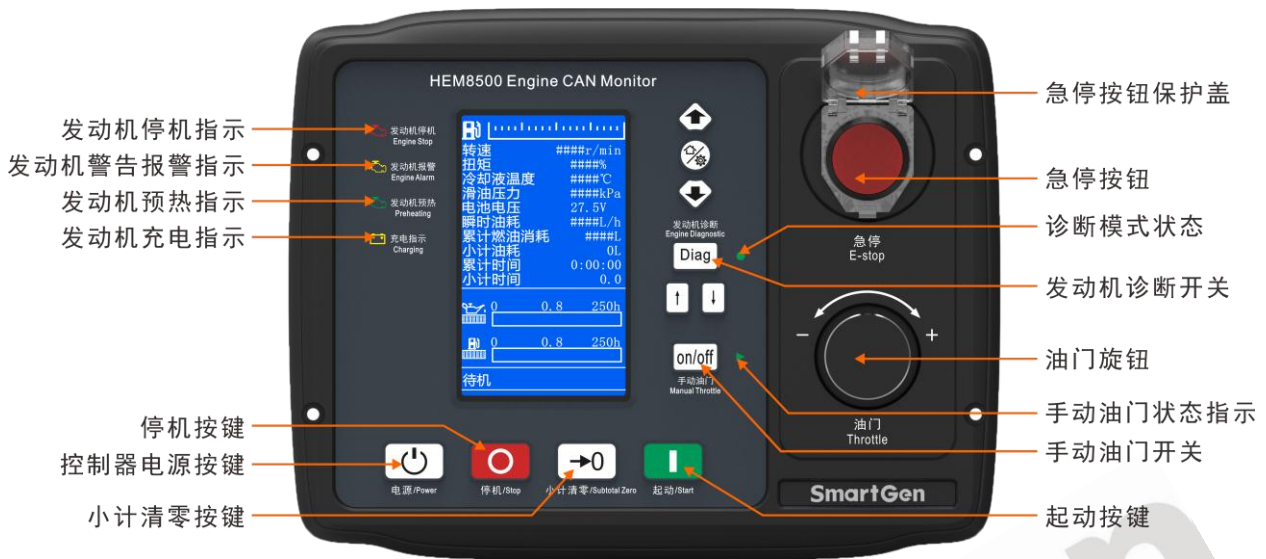 HEM8500 Engine CAN Monitor
发动机停机指示
发动机警告报警指示
发动机预热指示
发动机充电指示
停机按键
控制器电源按键
小计清零按键
发动机停机
Engine Stop
发动机报警
Engine Alarm
发动机预热
Preheating
充电指示
Charging
转速 ####r/min
扭矩 ####%
冷却液温度 ####℃
滑油压力 ####kPa
电池电压 27.5V
瞬时油耗 ####L/h
累计燃油消耗 ####L
小计油耗 0L
累计时间 0:00:00
小计时间 0.0
0 0.8 250h
0 0.8 250h
待机
发动机诊断
Engine Diagnostic
Diag
on/off
手动油门
Manual Throttle
电源/Power
停机/Stop
→0
小计清零/Subtotal Zero
起动/Start
急停
E-stop
− +
油门
Throttle
SmartGen
急停按钮保护盖
急停按钮
诊断模式状态
发动机诊断开关
油门旋钮
手动油门状态指示
手动油门开关
起动按键